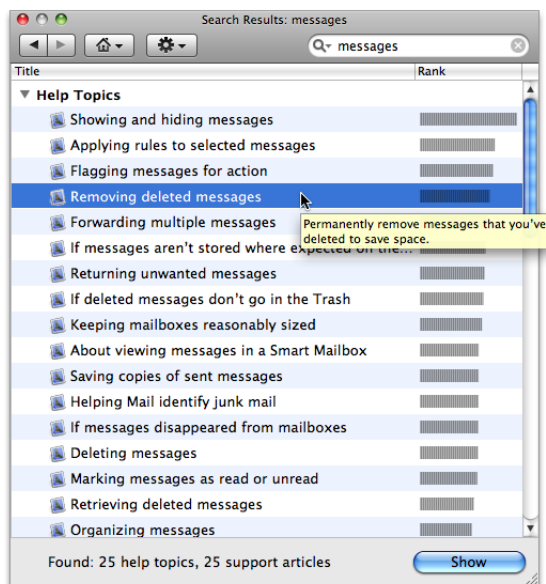 Search Results: messages
messages
Title Rank
Help Topics
Showing and hiding messages
Applying rules to selected messages
Flagging messages for action
Removing deleted messages
Forwarding multiple messages
Permanently remove messages that you've
deleted to save space.
If messages aren't stored where expected on the...
Returning unwanted messages
If deleted messages don't go in the Trash
Keeping mailboxes reasonably sized
About viewing messages in a Smart Mailbox
Saving copies of sent messages
Helping Mail identify junk mail
If messages disappeared from mailboxes
Deleting messages
Marking messages as read or unread
Retrieving deleted messages
Organizing messages
Found: 25 help topics, 25 support articles
Show